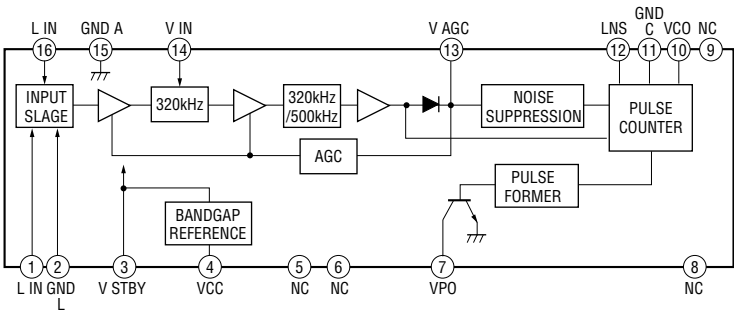 L IN
GND A
V IN
V AGC
LNS
GND
C
VCO
NC
16
15
14
13
12
11
10
9
INPUT
SLAGE
320kHz
320kHz
/500kHz
NOISE
SUPPRESSION
PULSE
COUNTER
AGC
PULSE
FORMER
BANDGAP
REFERENCE
1
2
3
4
5
6
7
8
L IN
GND
L
V STBY
VCC
NC
NC
VPO
NC